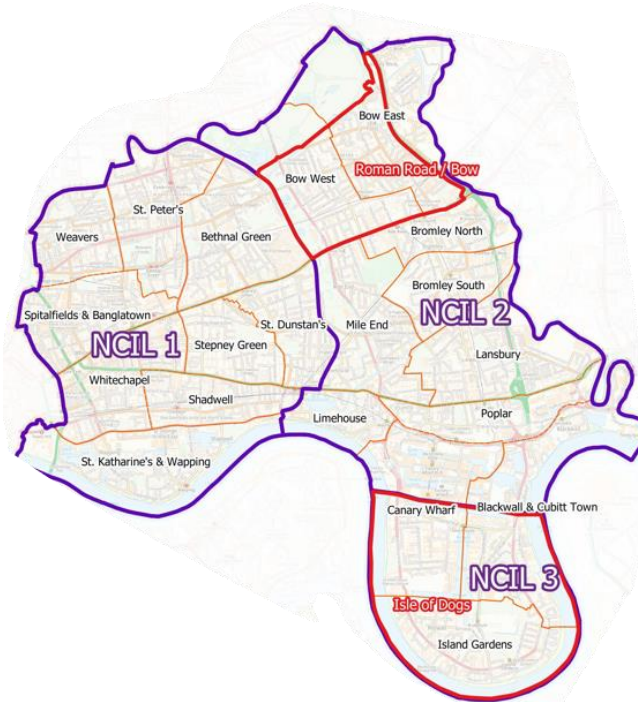 Bow East
Roman Road / Bow
Bow West
St. Peter's
Weavers
Bethnal Green
Bromley North
Bromley South
Spitalfields & Banglatown
NCIL 1
St. Dunstan's
Mile End
NCIL 2
Stepney Green
Lansbury
Whitechapel
Shadwell
Limehouse
Poplar
St. Katharine's & Wapping
Canary Wharf
Blackwall & Cubitt Town
NCIL 3
Isle of Dogs
Island Gardens